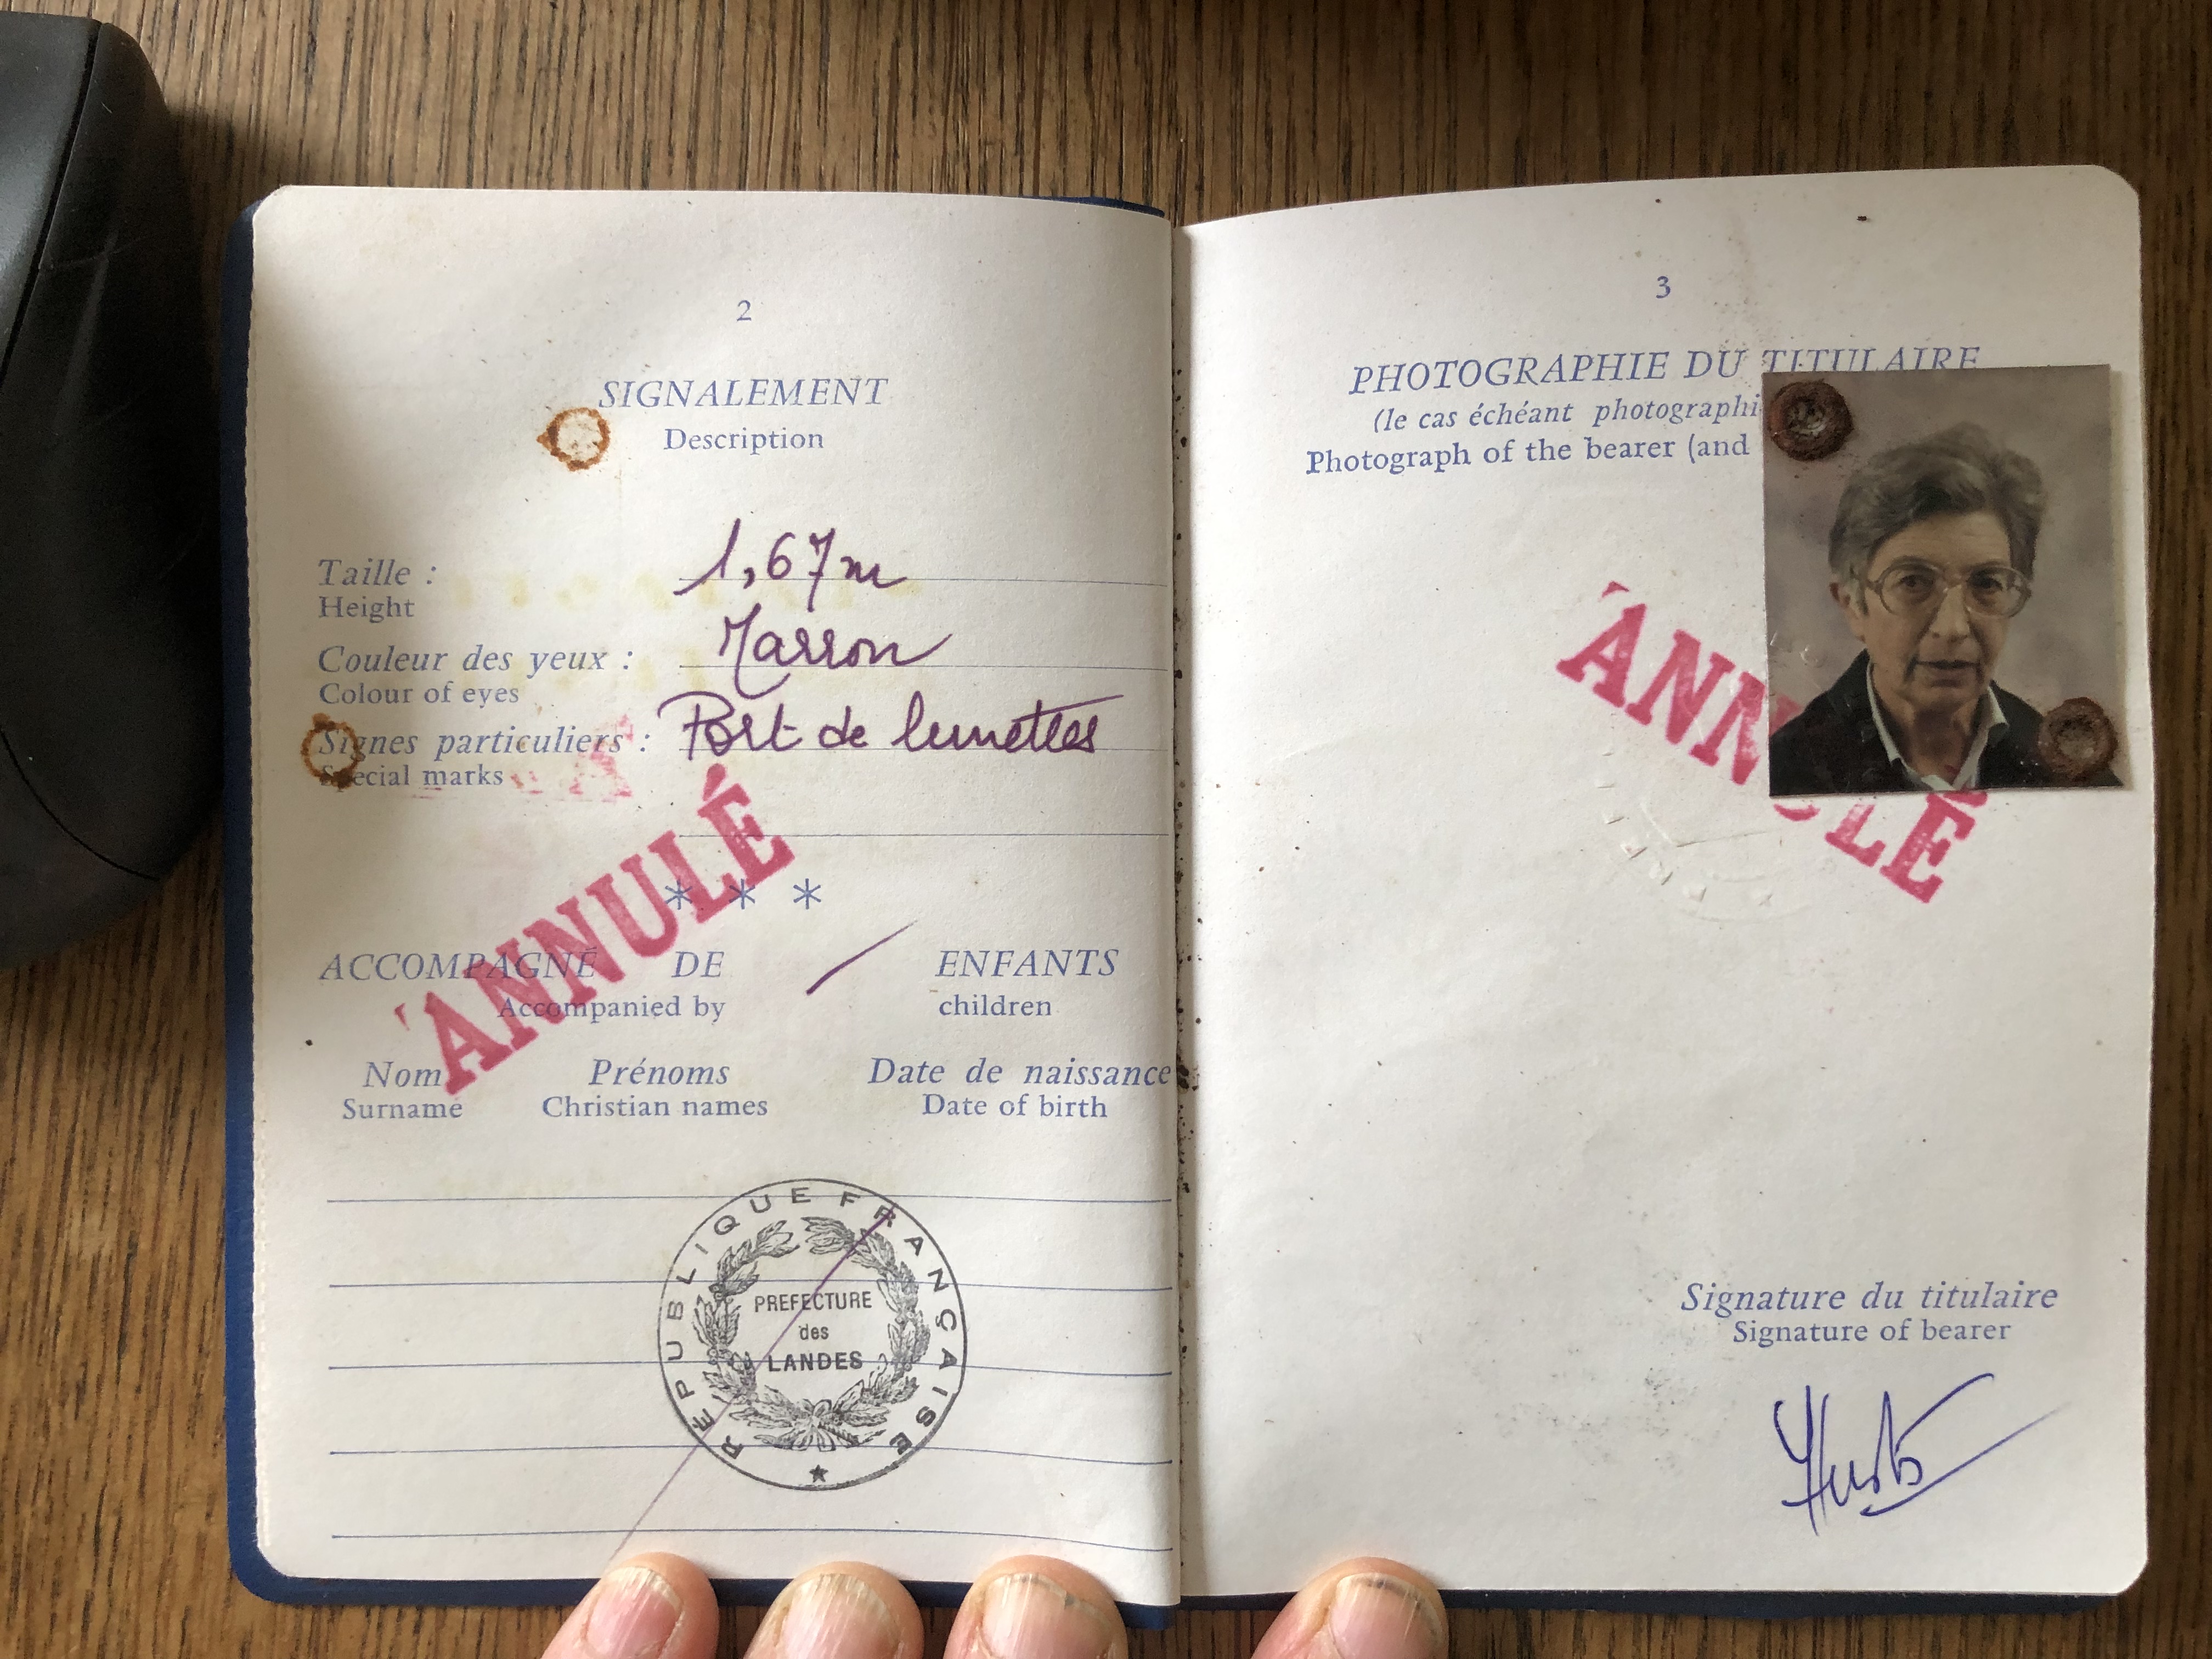 2
SIGNALEMENT
Description
Taille : 1,67m
Height
Couleur des yeux : Marron
Colour of eyes
Signes particuliers : Port de lunettes
Special marks
ANNULÉ
* * *
ACCOMPAGNÉ DE / ENFANTS
Accompanied by children
Nom Prénoms Date de naissance
Surname Christian names Date of birth
RÉPUBLIQUE FRANÇAISE
PREFECTURE
des
LANDES
3
PHOTOGRAPHIE DU TITULAIRE
(le cas échéant photographi
Photograph of the bearer (and
ANNULÉ
Signature du titulaire
Signature of bearer